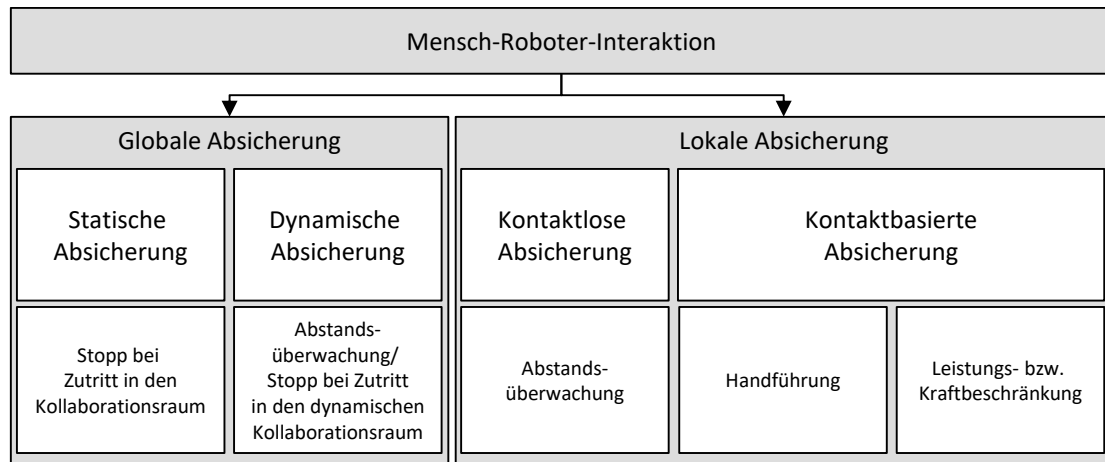 Mensch-Roboter-Interaktion
Globale Absicherung
Lokale Absicherung
Statische
Absicherung
Dynamische
Absicherung
Kontaktlose
Absicherung
Kontaktbasierte
Absicherung
Stopp bei
Zutritt in den
Kollaborationsraum
Abstands-
überwachung/
Stopp bei Zutritt
in den dynamischen
Kollaborationsraum
Abstands-
überwachung
Handführung
Leistungs- bzw.
Kraftbeschränkung